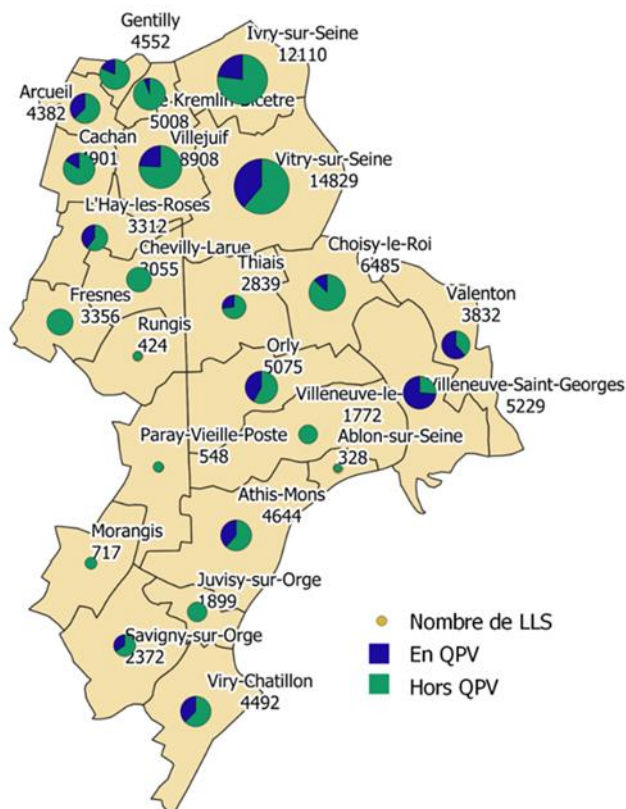 Gentilly
4552
Ivry-sur-Seine
12110
Arcueil
4382
Kremlin-Bicetre
5008
Cachan
4901
Villejuif
8908
Vitry-sur-Seine
14829
L'Hay-les-Roses
3312
Chevilly-Larue
3055
Thiais
2839
Choisy-le-Roi
6485
Fresnes
3356
Rungis
424
Valenton
3832
Orly
5075
Villeneuve-le-
1772
Villeneuve-Saint-Georges
5229
Paray-Vieille-Poste
548
Ablon-sur-Seine
328
Athis-Mons
4644
Morangis
717
Juvisy-sur-Orge
1899
Savigny-sur-Orge
2372
Viry-Chatillon
4492
Nombre de LLS
En QPV
Hors QPV